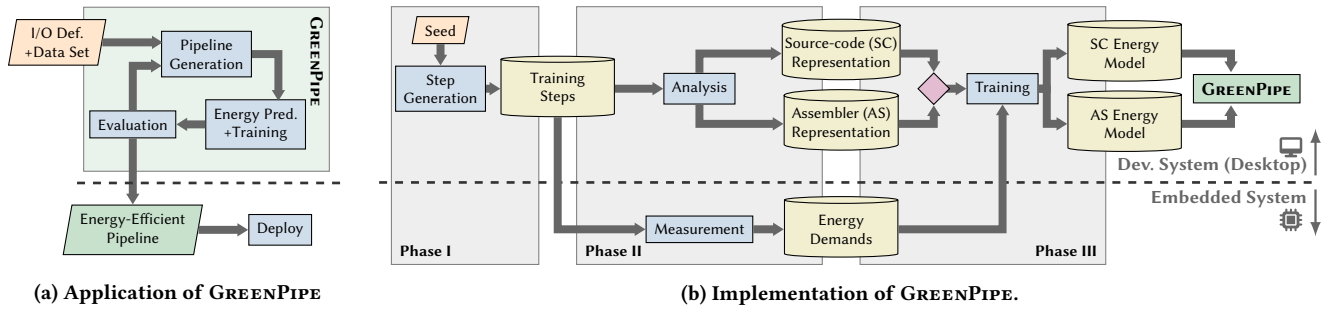 I/O Def.
+Data Set
Pipeline
Generation
GREENPIPE
Evaluation
Energy Pred.
+Training
Energy-Efficient
Pipeline
Deploy
(a) Application of GREENPIPE
Seed
Step
Generation
Training
Steps
Analysis
Source-code (SC)
Representation
Assembler (AS)
Representation
Training
SC Energy
Model
AS Energy
Model
GREENPIPE
Dev. System (Desktop)
Embedded System
Measurement
Energy
Demands
Phase I
Phase II
Phase III
(b) Implementation of GREENPIPE.